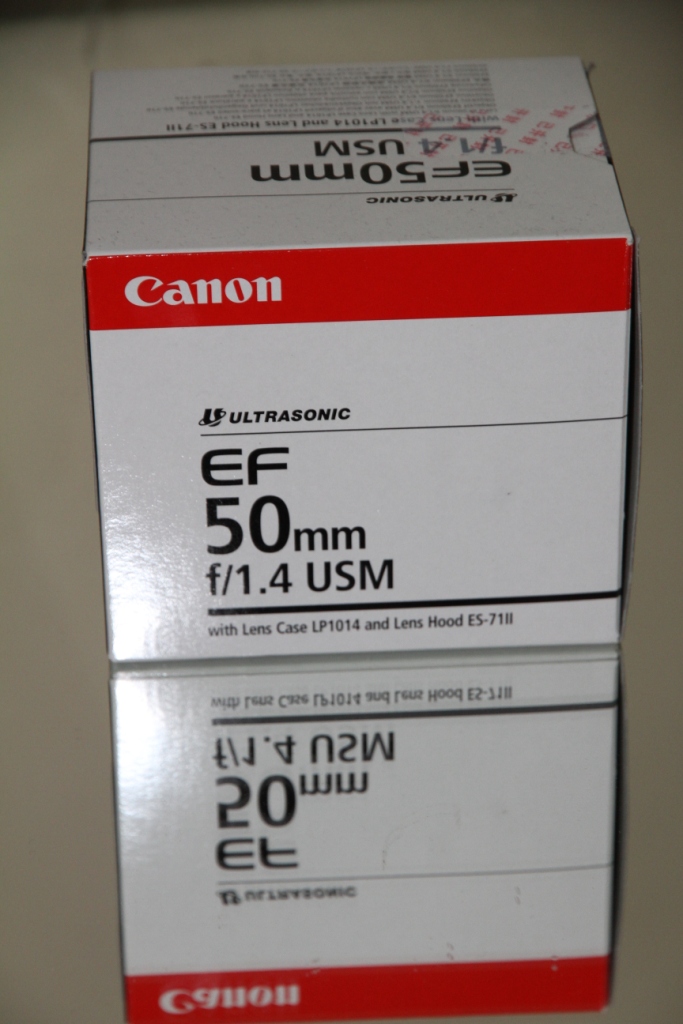 with Lens Case LP1014 and Lens Hood ES-71II
f/1.4 USM
EF50mm
ULTRASONIC
Canon
ULTRASONIC
EF
50mm
f/1.4 USM
with Lens Case LP1014 and Lens Hood ES-71II
with Lens Case LP1014 and Lens Hood ES-71II
f/1.4 USM
50mm
EF
ULTRASONIC
Canon